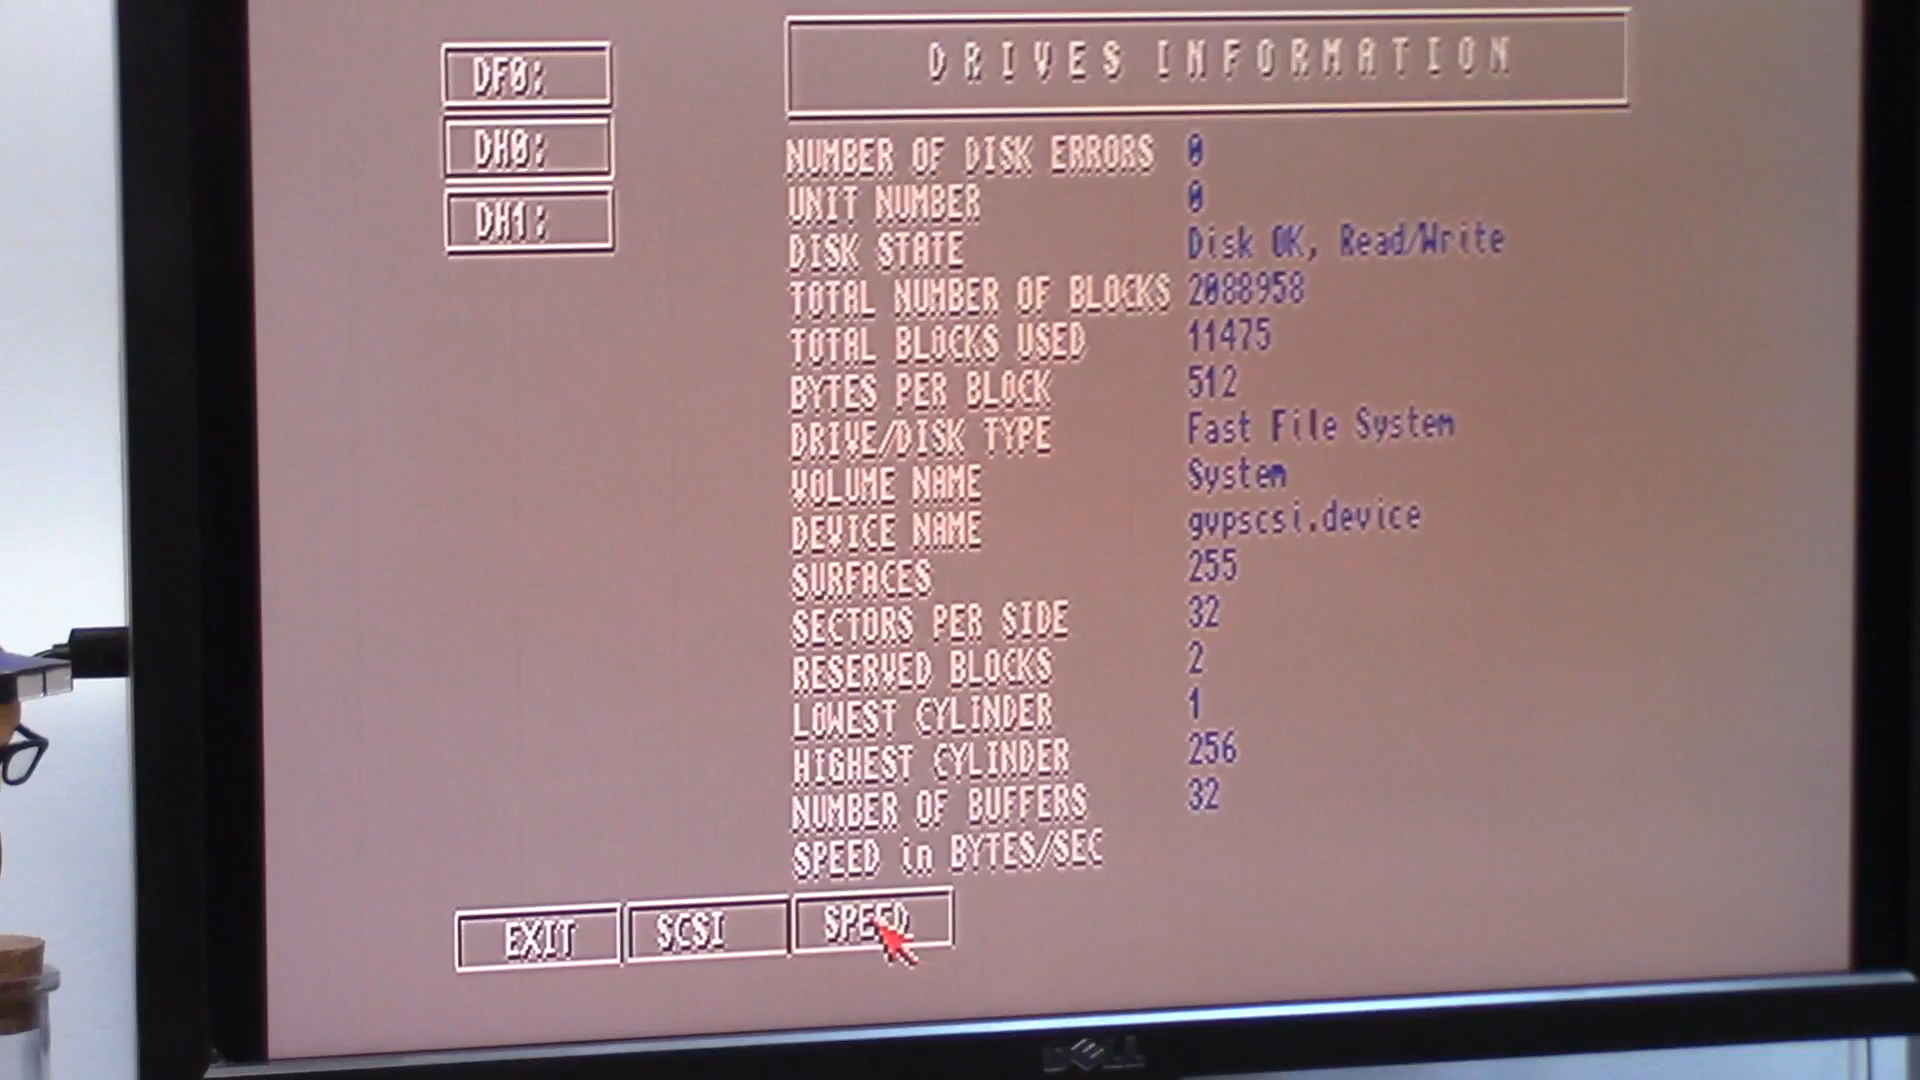 DF0:
DH0:
DH1:
DRIVES INFORMATION
NUMBER OF DISK ERRORS 0
UNIT NUMBER 0
DISK STATE Disk OK, Read/Write
TOTAL NUMBER OF BLOCKS 2088958
TOTAL BLOCKS USED 11475
BYTES PER BLOCK 512
DRIVE/DISK TYPE Fast File System
VOLUME NAME System
DEVICE NAME gvpscsi.device
SURFACES 255
SECTORS PER SIDE 32
RESERVED BLOCKS 2
LOWEST CYLINDER 1
HIGHEST CYLINDER 256
NUMBER OF BUFFERS 32
SPEED in BYTES/SEC
EXIT SCSI SPEED
DELL